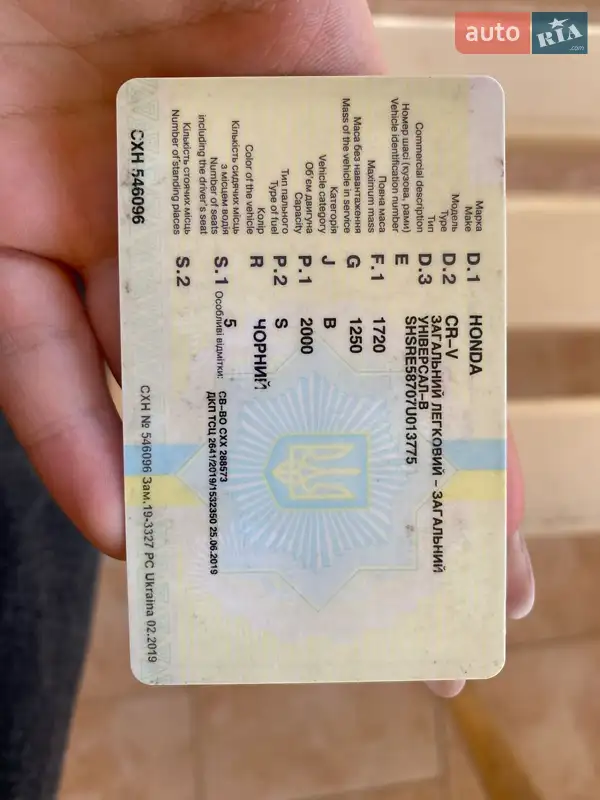 auto RIA .com
Марка
Make D.1 HONDA
Модель
Type D.2 CR–V
Тип ЗАГАЛЬНИЙ ЛЕГКОВИЙ – ЗАГАЛЬНИЙ
Commercial description D.3 УНІВЕРСАЛ–B
Номер шасі (кузова, рами)
Vehicle identification number E SHSRE58707U013775
Повна маса
Maximum mass F.1 1720
Маса без навантаження
Mass of the vehicle in service G 1250
Категорія
Vehicle category J B
Об'єм двигуна
Capacity P.1 2000
Тип пального
Type of fuel P.2 S
Колір
Color of the vehicle R ЧОРНИЙ
Кількість сидячих місць
з місцем водія
Number of seats
including the driver's seat S.1 5
Особливі відмітки: СВ–ВО СХХ 288573
ДКП ТСЦ 2641/2019/1532350 25.06.2019
Кількість стоячих місць
Number of standing places S.2
СХН 546096
СХН № 546096 Зам.19-3327 РС Ukraina 02.2019